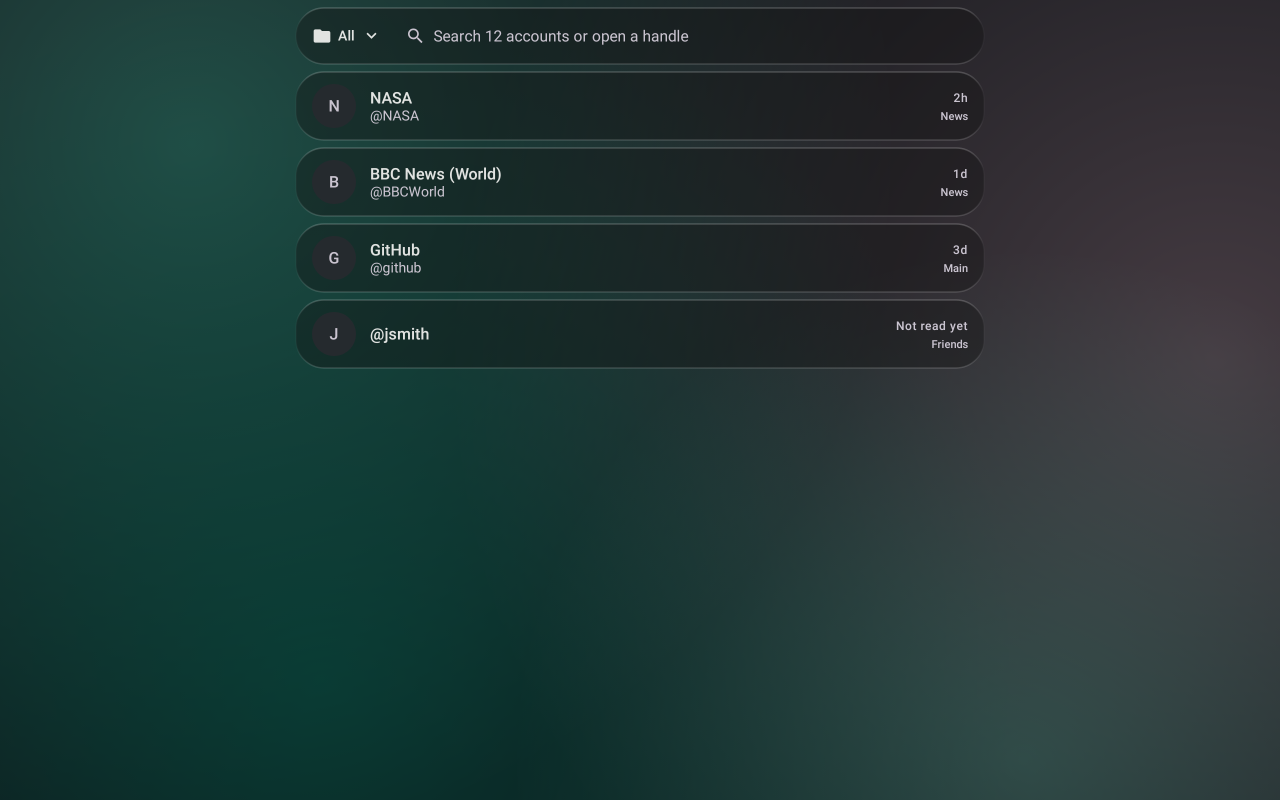 All
Search 12 accounts or open a handle
N
NASA
@NASA
2h
News
B
BBC News (World)
@BBCWorld
1d
News
G
GitHub
@github
3d
Main
J
@jsmith
Not read yet
Friends